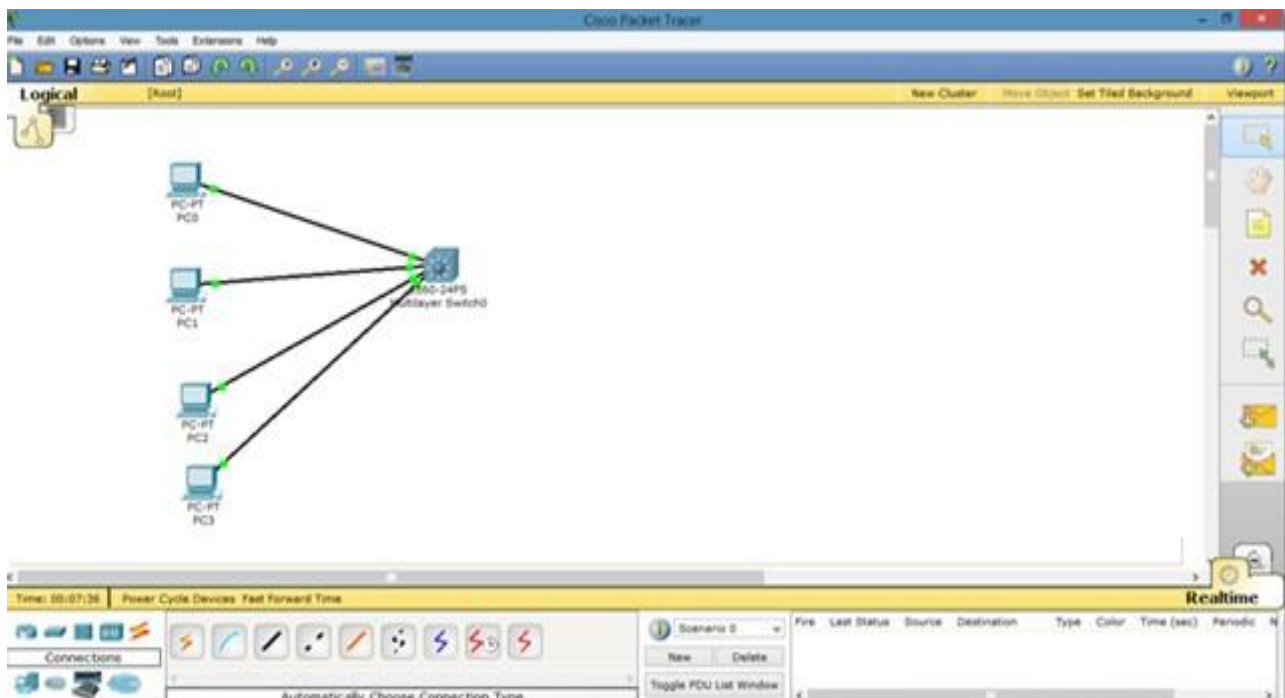 Cisco Packet Tracer
File Edit Options View Tools Extensions Help
Logical [Root] New Cluster Move Object Set Tiled Background Viewport
PC-PT
PC0
PC-PT
PC1
60-24PS
Multilayer Switch0
PC-PT
PC2
PC-PT
PC3
Time: 00:07:36 Power Cycle Devices Fast Forward Time Realtime
Connections
Automatically Choose Connection Type
Scenario 0
New Delete
Toggle PDU List Window
Fire Last Status Source Destination Type Color Time (sec) Periodic N